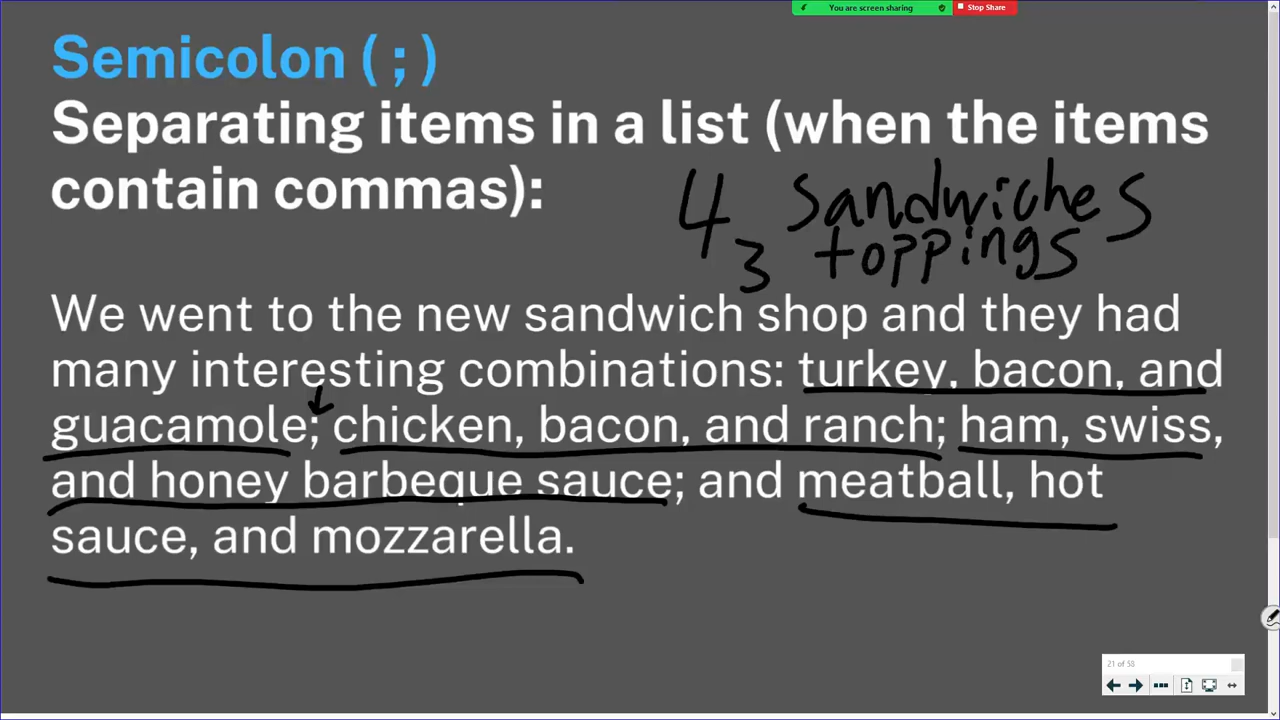 You are screen sharing Stop Share
Semicolon ( ; )
Separating items in a list (when the items
contain commas):
4 sandwiches
3 toppings
We went to the new sandwich shop and they had
many interesting combinations: turkey, bacon, and
guacamole; chicken, bacon, and ranch; ham, swiss,
and honey barbeque sauce; and meatball, hot
sauce, and mozzarella.
21 of 58